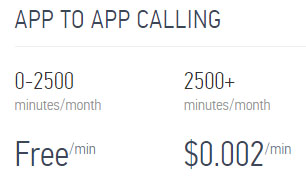 APP TO APP CALLING
0-2500 2500+
minutes/month minutes/month
Free/min $0.002/min